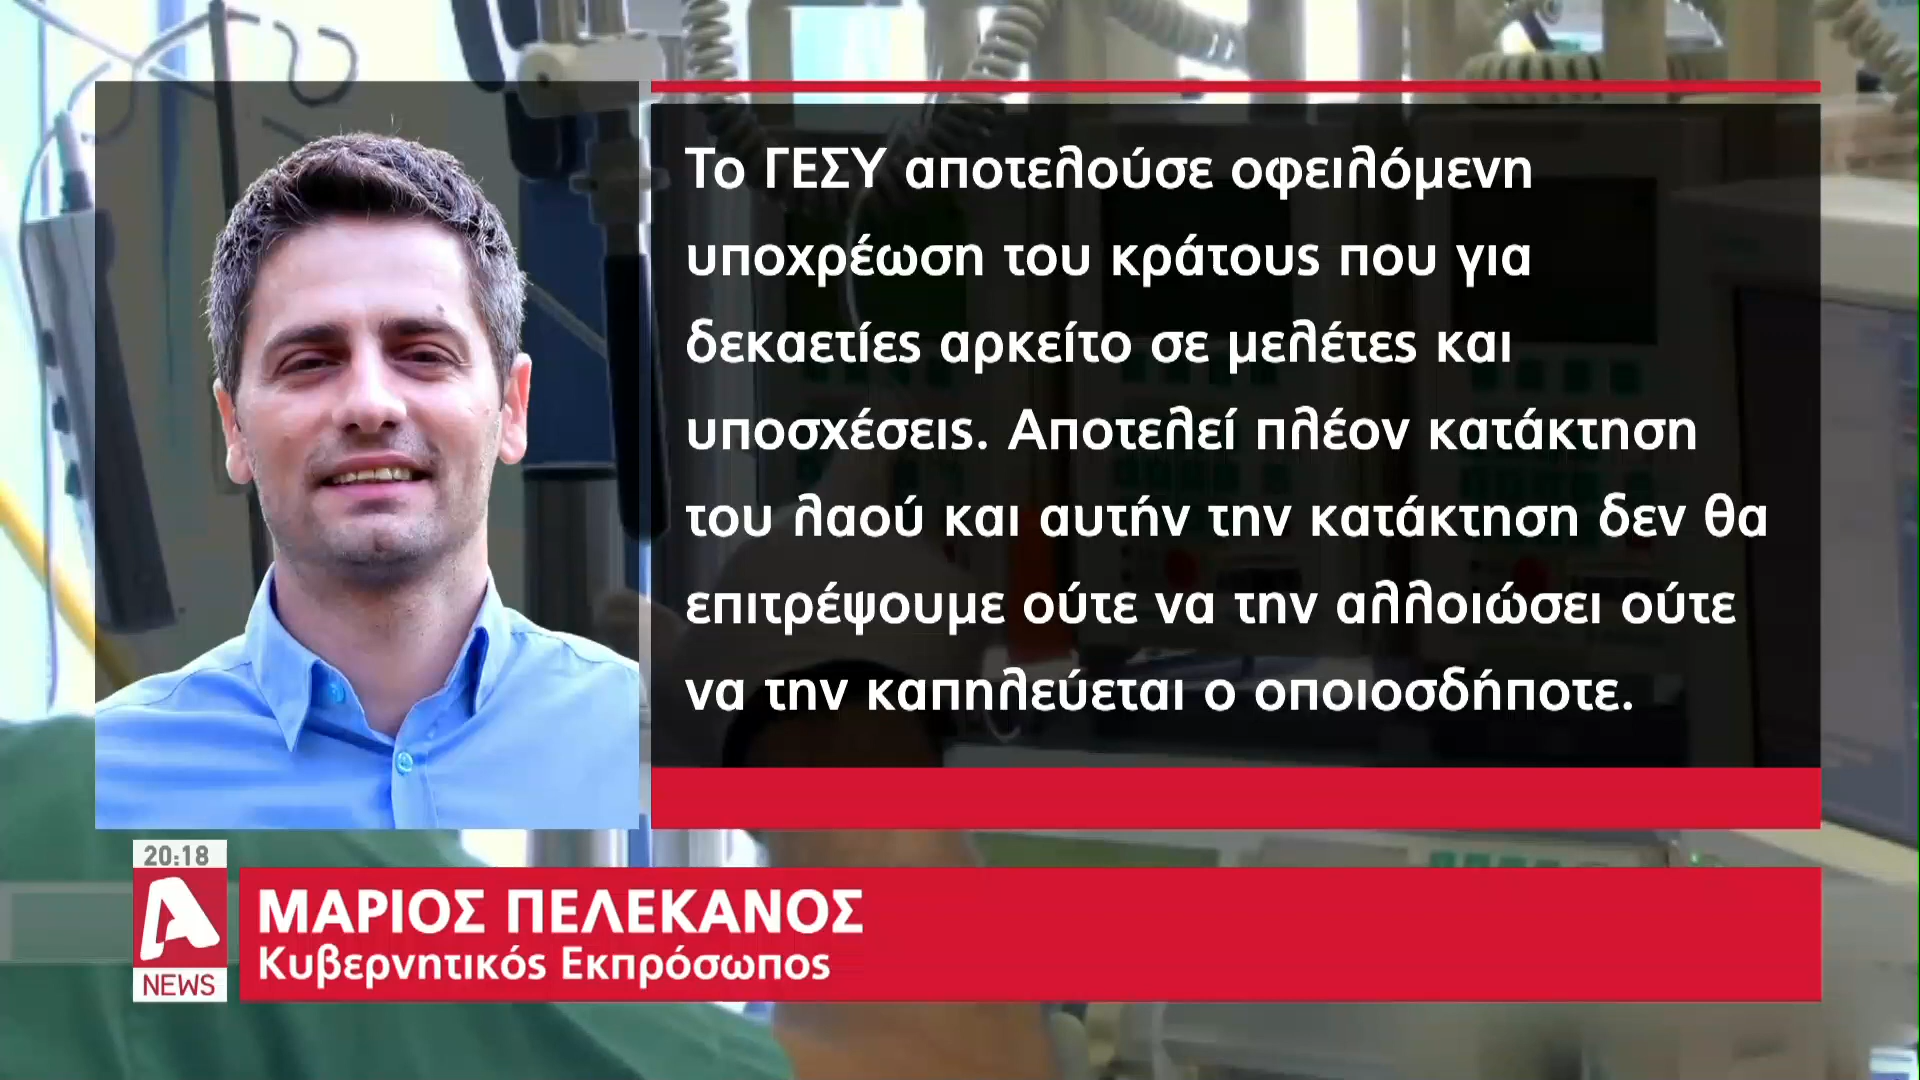 Το ΓΕΣΥ αποτελούσε οφειλόμενη
υποχρέωση του κράτους που για
δεκαετίες αρκείτο σε μελέτες και
υποσχέσεις. Αποτελεί πλέον κατάκτηση
του λαού και αυτήν την κατάκτηση δεν θα
επιτρέψουμε ούτε να την αλλοιώσει ούτε
να την καπηλεύεται ο οποιοσδήποτε.
20:18
NEWS
ΜΑΡΙΟΣ ΠΕΛΕΚΑΝΟΣ
Κυβερνητικός Εκπρόσωπος